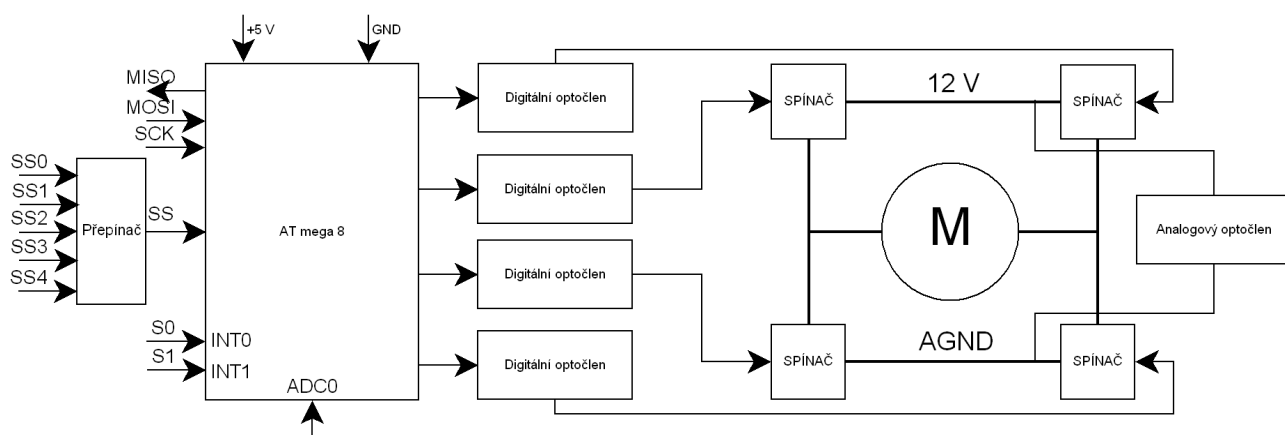 +5 V
GND
MISO
MOSI
SCK
SS0
SS1
SS2
SS3
SS4
Přepínač
SS
AT mega 8
S0
S1
INT0
INT1
ADC0
Digitální optočlen
Digitální optočlen
Digitální optočlen
Digitální optočlen
SPÍNAČ
12 V
SPÍNAČ
M
Analogový optočlen
SPÍNAČ
AGND
SPÍNAČ